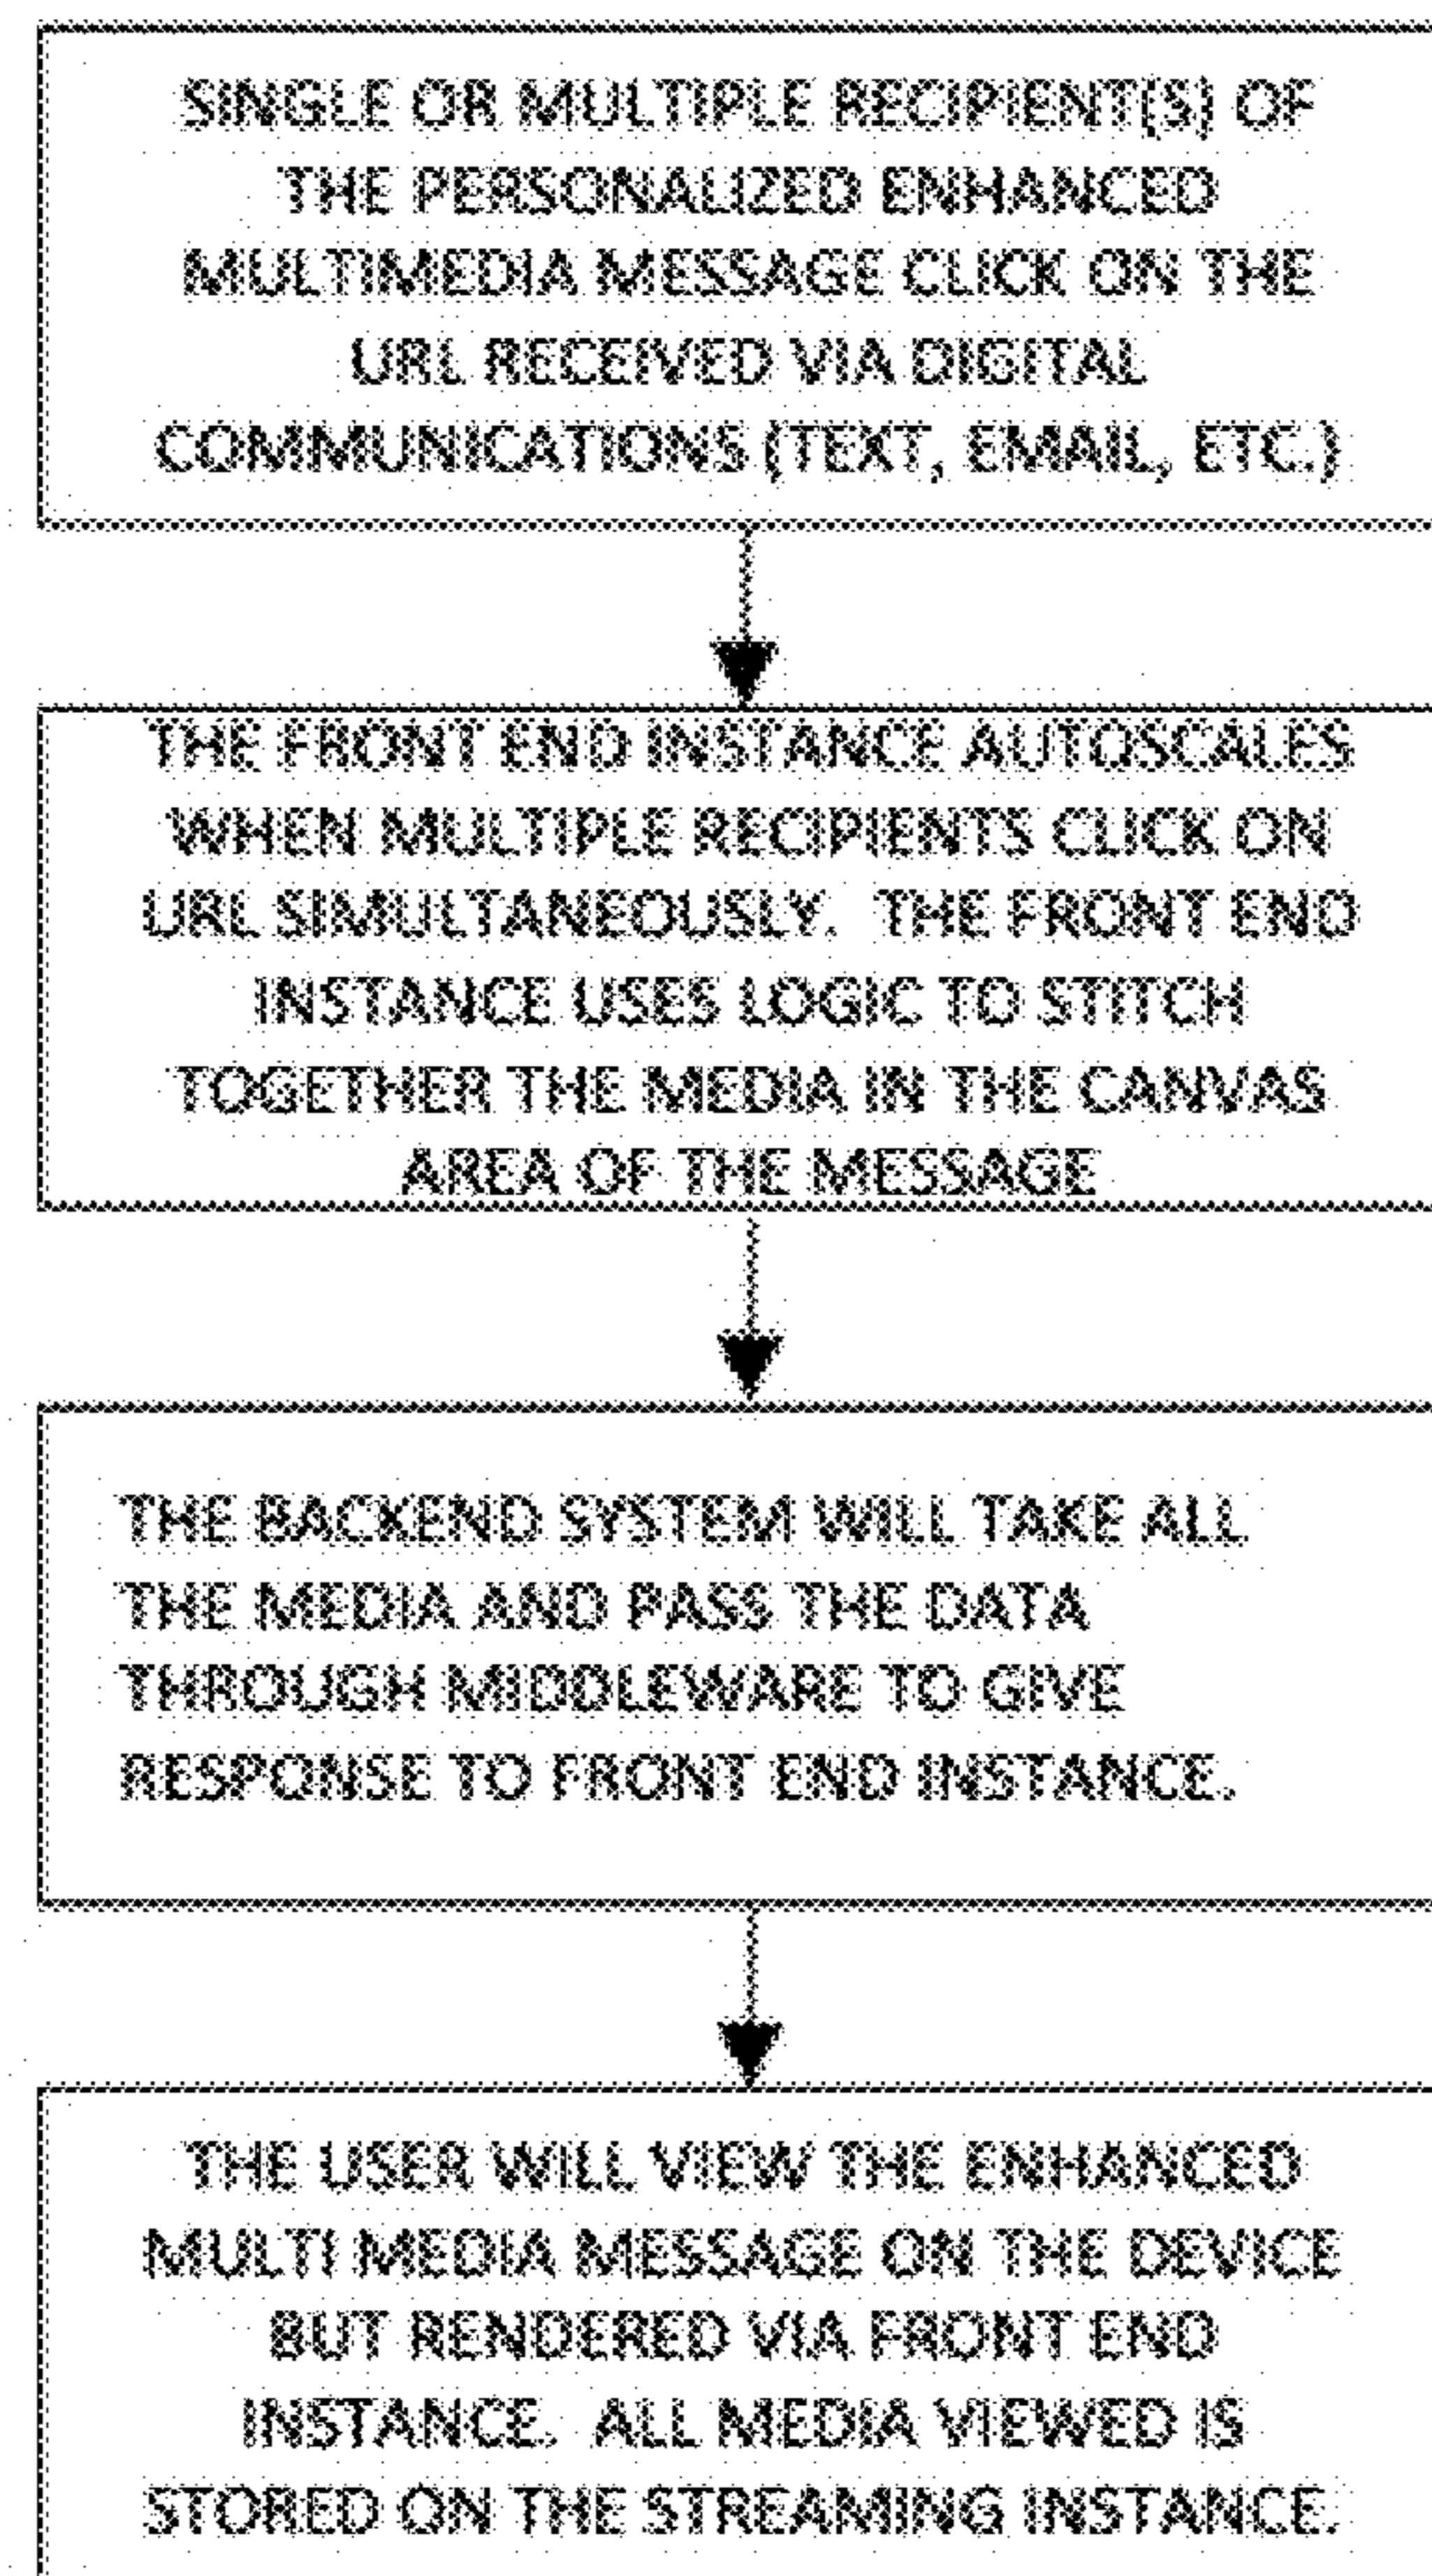 SINGLE OR MULTIPLE RECIPIENT(S) OF
THE PERSONALIZED ENHANCED
MULTIMEDIA MESSAGE CLICK ON THE
URL RECEIVED VIA DIGITAL
COMMUNICATIONS (TEXT, EMAIL, ETC.)
THE FRONT END INSTANCE AUTOSCALES
WHEN MULTIPLE RECIPIENTS CLICK ON
URL SIMULTANEOUSLY. THE FRONT END
INSTANCE USES LOGIC TO STITCH
TOGETHER THE MEDIA IN THE CANVAS
AREA OF THE MESSAGE
THE BACKEND SYSTEM WILL TAKE ALL
THE MEDIA AND PASS THE DATA
THROUGH MIDDLEWARE TO GIVE
RESPONSE TO FRONT END INSTANCE.
THE USER WILL VIEW THE ENHANCED
MULTI MEDIA MESSAGE ON THE DEVICE
BUT RENDERED VIA FRONT END
INSTANCE. ALL MEDIA VIEWED IS
STORED ON THE STREAMING INSTANCE.